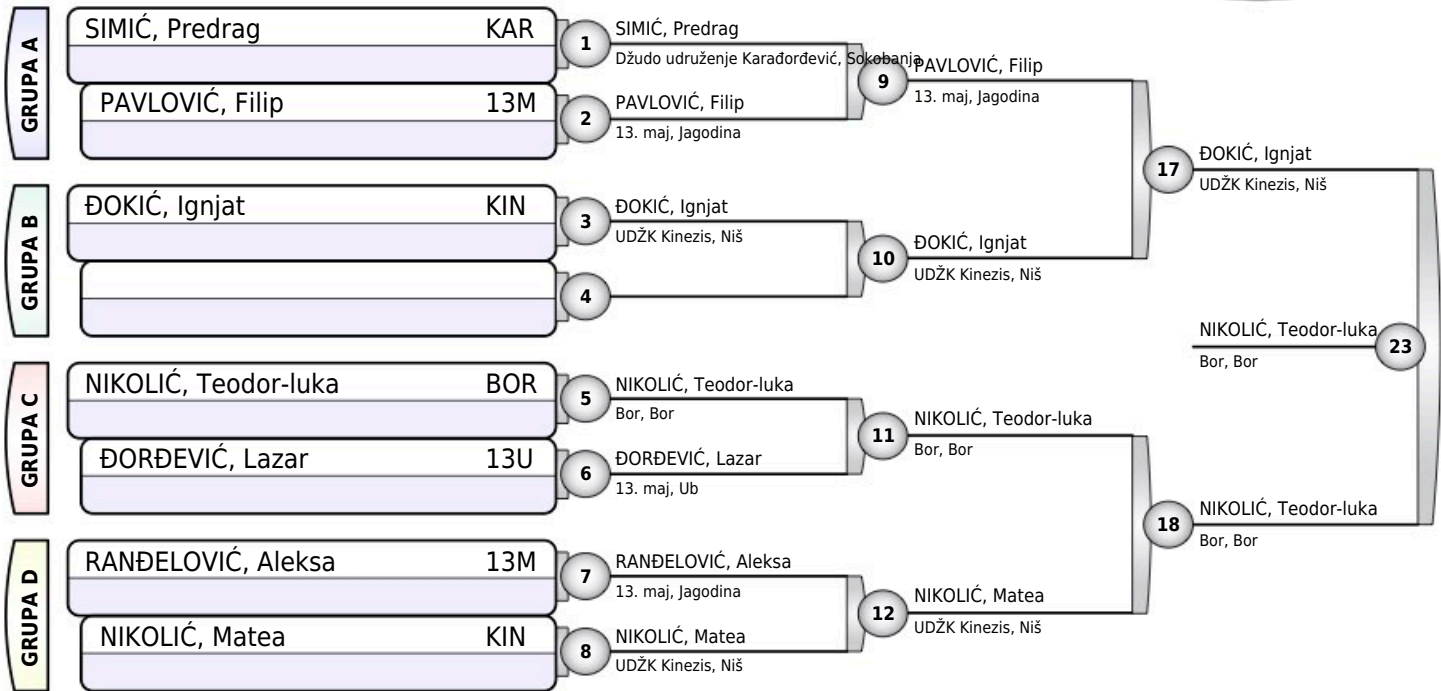 GRUPA A
SIMIĆ, Predrag KAR
PAVLOVIĆ, Filip 13M
GRUPA B
ĐOKIĆ, Ignjat KIN
GRUPA C
NIKOLIĆ, Teodor-luka BOR
ĐORĐEVIĆ, Lazar 13U
GRUPA D
RANĐELOVIĆ, Aleksa 13M
NIKOLIĆ, Matea KIN
1
SIMIĆ, Predrag
Džudo udruženje Karađorđević, Sokobanja
2
PAVLOVIĆ, Filip
13. maj, Jagodina
3
ĐOKIĆ, Ignjat
UDŽK Kinezis, Niš
4
5
NIKOLIĆ, Teodor-luka
Bor, Bor
6
ĐORĐEVIĆ, Lazar
13. maj, Ub
7
RANĐELOVIĆ, Aleksa
13. maj, Jagodina
8
NIKOLIĆ, Matea
UDŽK Kinezis, Niš
9
PAVLOVIĆ, Filip
13. maj, Jagodina
10
ĐOKIĆ, Ignjat
UDŽK Kinezis, Niš
11
NIKOLIĆ, Teodor-luka
Bor, Bor
12
NIKOLIĆ, Matea
UDŽK Kinezis, Niš
17
ĐOKIĆ, Ignjat
UDŽK Kinezis, Niš
18
NIKOLIĆ, Teodor-luka
Bor, Bor
NIKOLIĆ, Teodor-luka
Bor, Bor
23